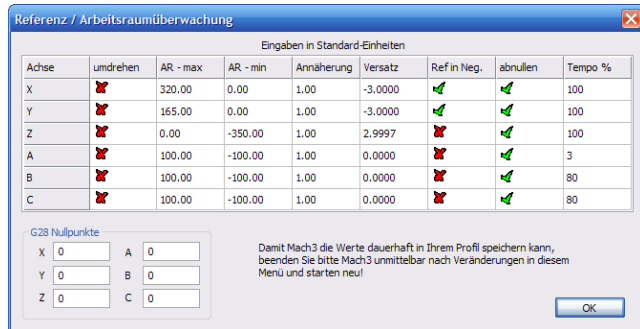 Referenz / Arbeitsraumüberwachung
Eingaben in Standard-Einheiten
Achse umdrehen AR - max AR - min Annäherung Versatz Ref in Neg. abnullen Tempo %
X 320.00 0.00 1.00 -3.0000 100
Y 165.00 0.00 1.00 -3.0000 100
Z 0.00 -350.00 1.00 2.9997 100
A 100.00 -100.00 1.00 0.0000 3
B 100.00 -100.00 1.00 0.0000 80
C 100.00 -100.00 1.00 0.0000 80
G28 Nullpunkte
X 0 A 0
Y 0 B 0
Z 0 C 0
Damit Mach3 die Werte dauerhaft in Ihrem Profil speichern kann,
beenden Sie bitte Mach3 unmittelbar nach Veränderungen in diesem
Menü und starten neu!
OK